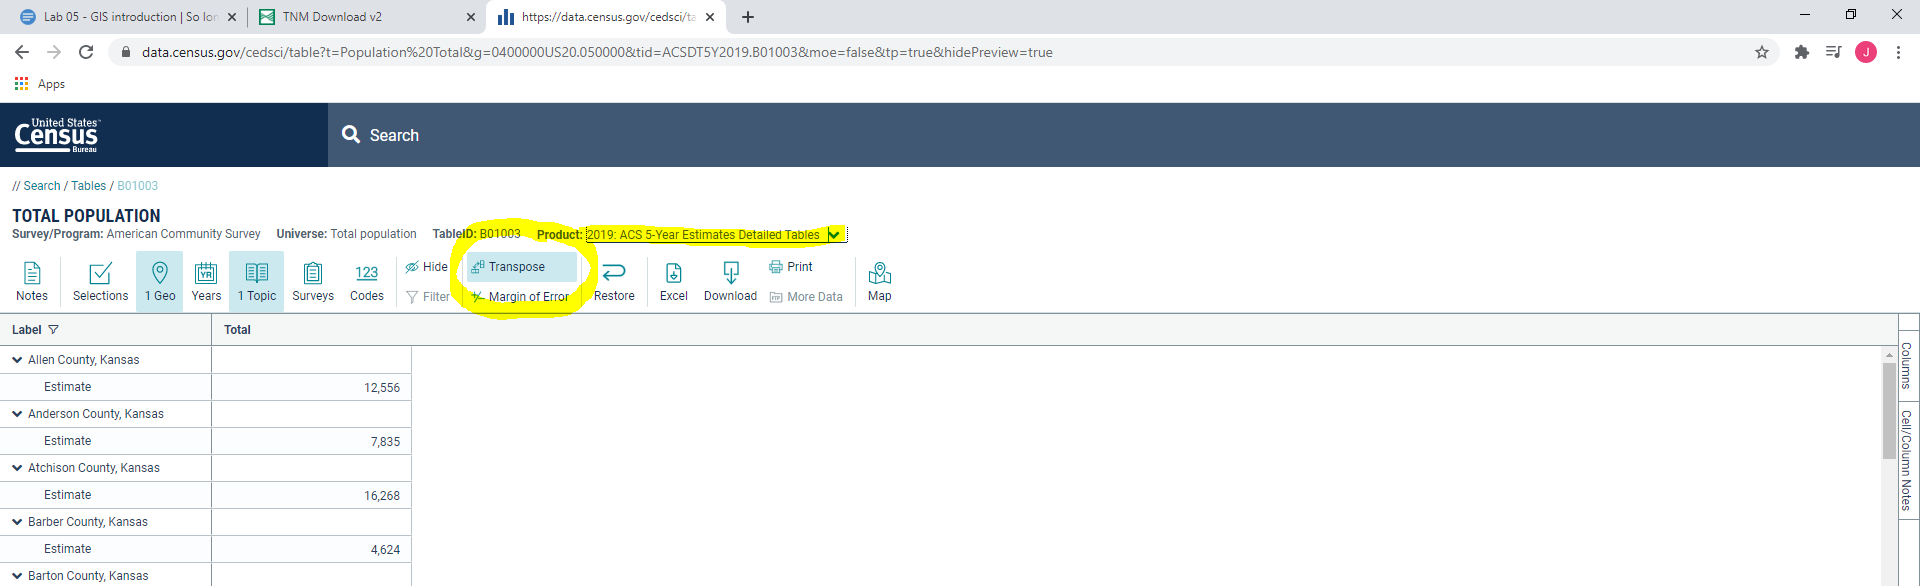 Lab 05 - GIS introduction | So lon
TNM Download v2
https://data.census.gov/cedsci/ta
data.census.gov/cedsci/table?t=Population%20Total&g=0400000US20.050000&tid=ACSDT5Y2019.B01003&moe=false&tp=true&hidePreview=true
J
Apps
United States™
Census
Bureau
Search
// Search / Tables / B01003
TOTAL POPULATION
Survey/Program: American Community Survey Universe: Total population TableID: B01003 Product: 2019: ACS 5-Year Estimates Detailed Tables
Notes
Selections
1 Geo
YR
Years
1 Topic
Surveys
123
Codes
Hide
Filter
Transpose
Margin of Error
Restore
Excel
Download
Print
More Data
Map
Label Total
Allen County, Kansas
Estimate 12,556
Anderson County, Kansas
Estimate 7,835
Atchison County, Kansas
Estimate 16,268
Barber County, Kansas
Estimate 4,624
Barton County, Kansas
Columns
Cell/Column Notes